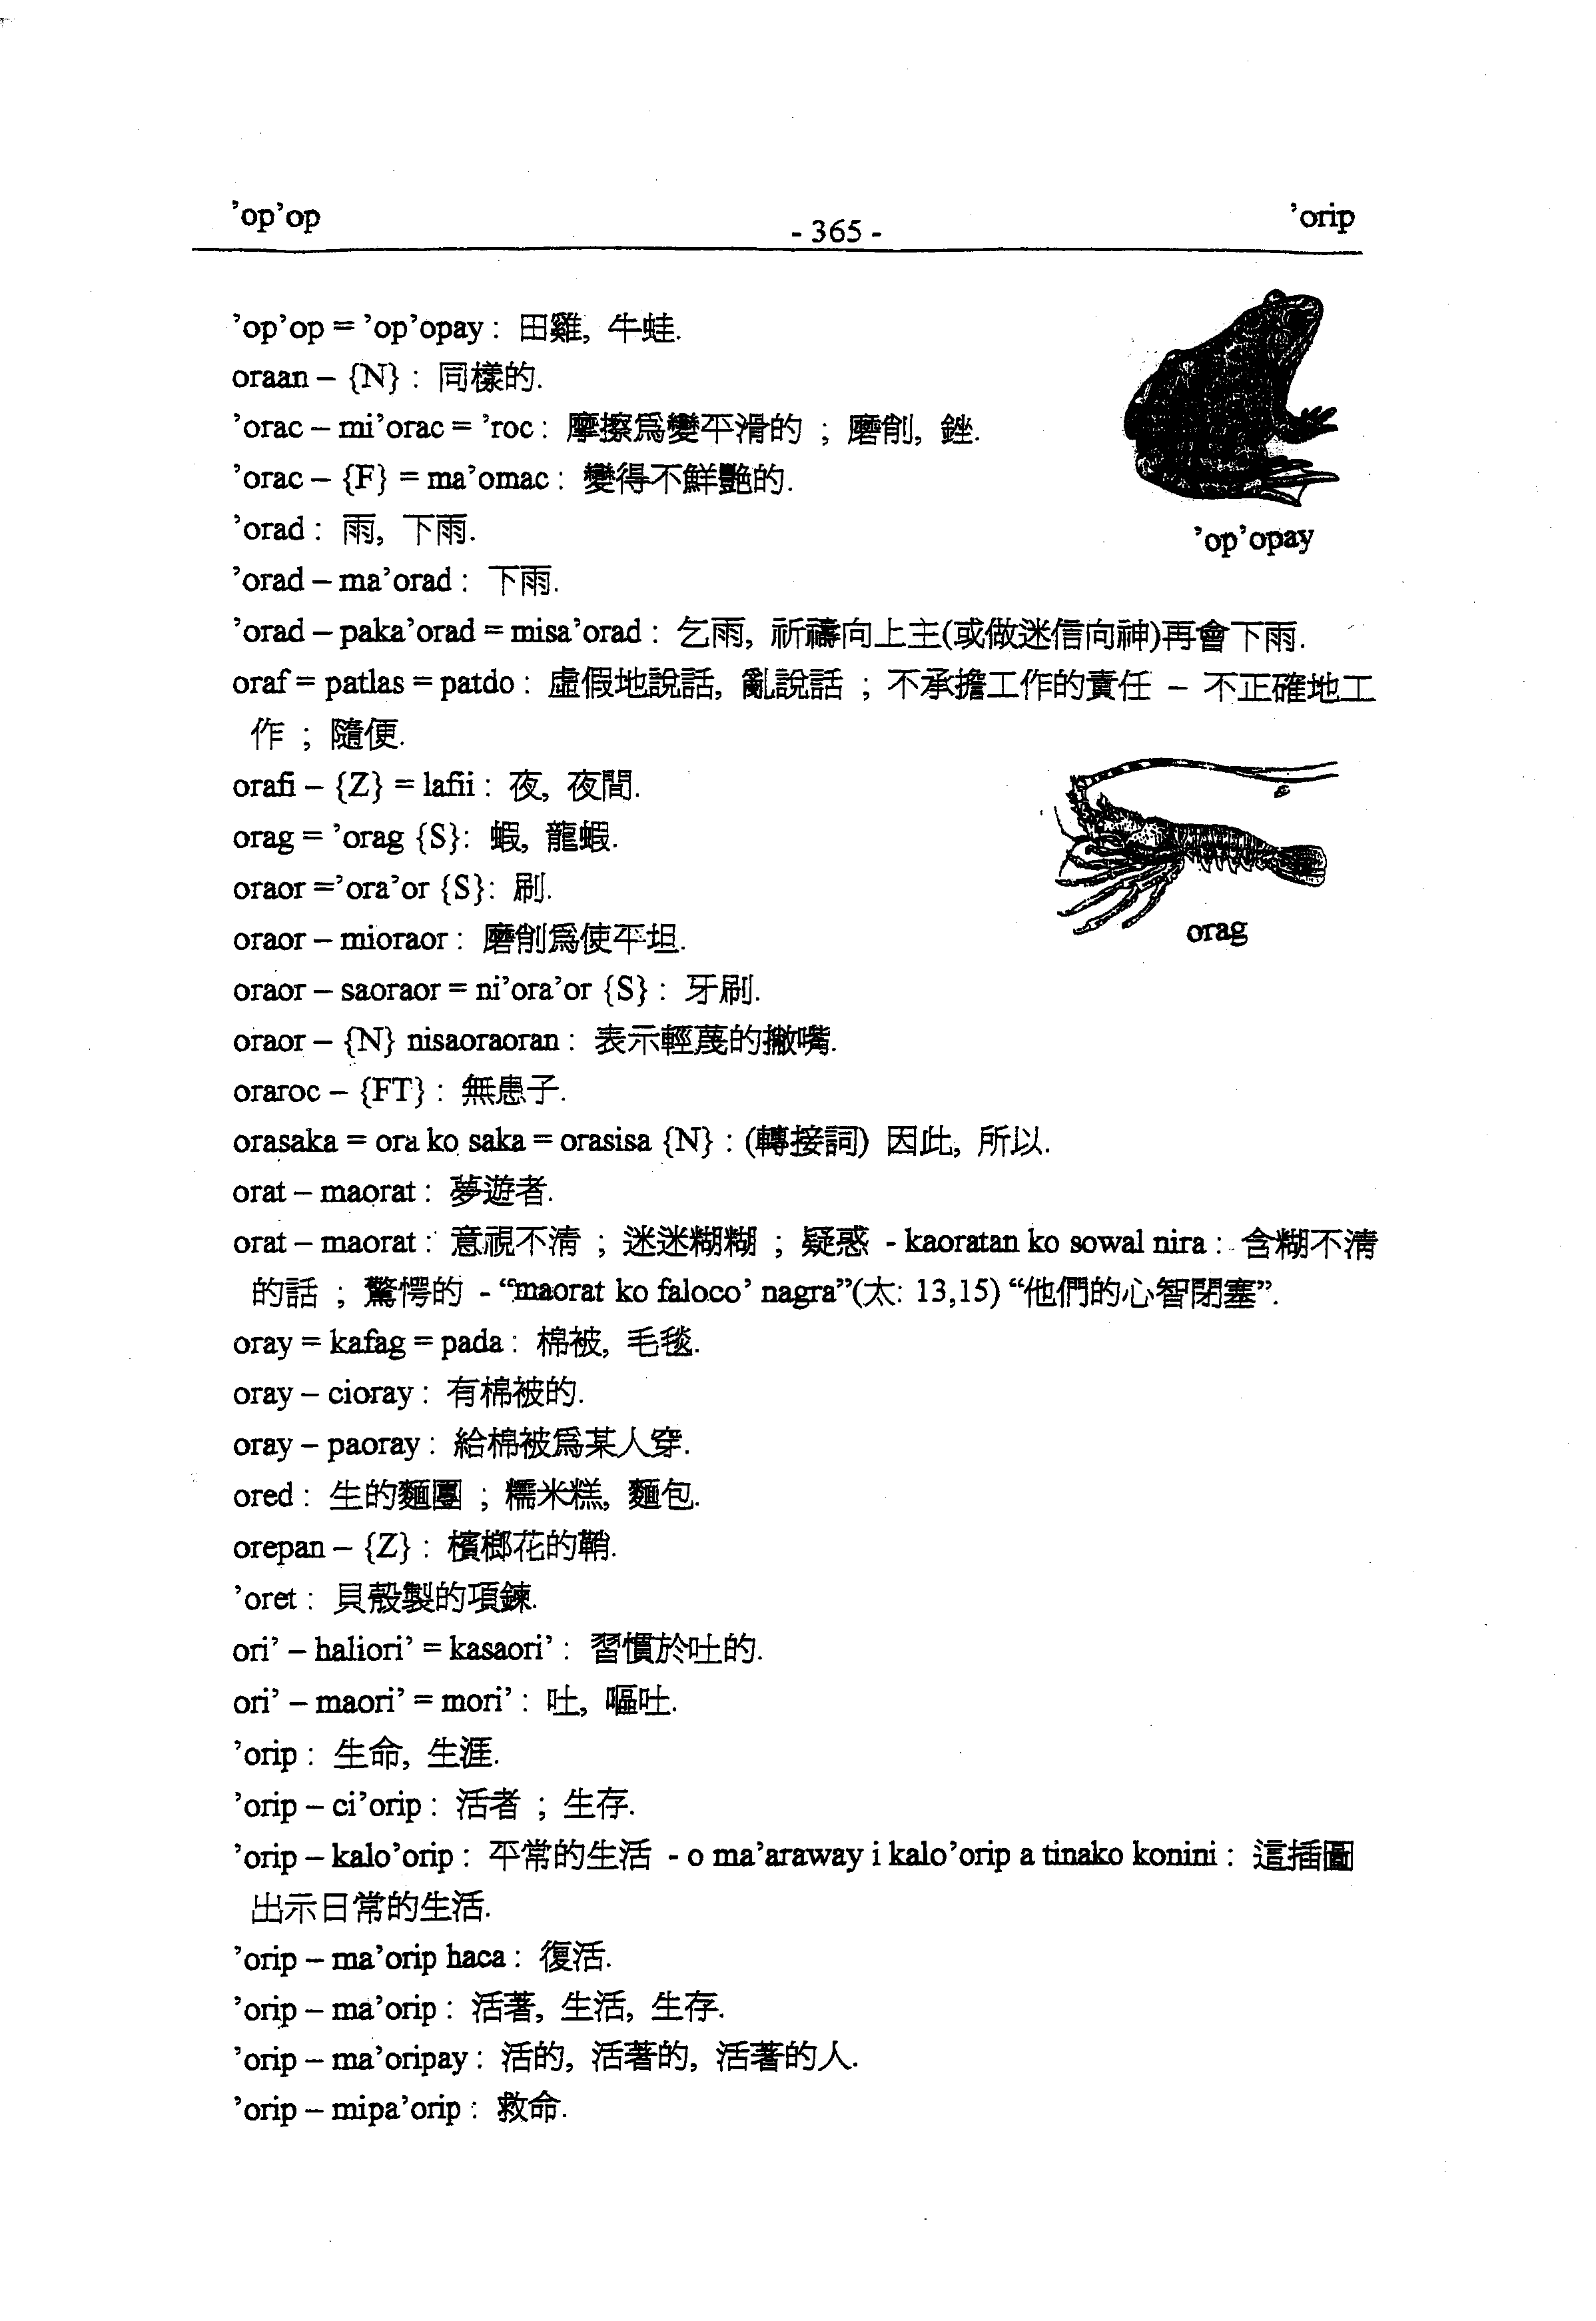 ’op’op
- 365 -
’orip
’op’op = ’op’opay : 田雞, 牛蛙.
oraan – {N} : 同樣的.
’orac – mi’orac = ’roc : 摩擦爲變平滑的 ; 磨削, 銼.
’orac – {F} = ma’omac : 變得不鮮艷的.
’orad : 雨, 下雨.
’op’opay
’orad – ma’orad : 下雨.
’orad – paka’orad = misa’orad : 乞雨, 祈禱向上主(或做迷信向神)再會下雨.
oraf = patlas = patdo : 虛假地說話, 亂說話 ; 不承擔工作的責任 – 不正確地工
作 ; 隨便.
orafi – {Z} = lafii : 夜, 夜間.
orag = ’orag {S}: 蝦, 龍蝦.
oraor =’ora’or {S}: 刷.
oraor – mioraor : 磨削爲使平坦.
orag
oraor – saoraor = ni’ora’or {S} : 牙刷.
oraor – {N} nisaoraoran : 表示輕蔑的撇嘴.
oraroc – {FT} : 無患子.
orasaka = ora ko saka = orasisa {N} : (轉接詞) 因此, 所以.
orat – maorat : 夢遊者.
orat – maorat : 意視不清 ; 迷迷糊糊 ; 疑惑 - kaoratan ko sowal nira : 含糊不清
的話 ; 驚愕的 - “maorat ko faloco’ nagra”(太: 13,15) “他們的心智閉塞”.
oray = kafag = pada : 棉被, 毛毯.
oray – cioray : 有棉被的.
oray – paoray : 給棉被爲某人穿.
ored : 生的麵團 ; 糯米糕, 麵包.
orepan – {Z} : 檳榔花的鞘.
’oret : 貝殼製的項鍊.
ori’ – haliori’ = kasaori’ : 習慣於吐的.
ori’ – maori’ = mori’ : 吐, 嘔吐.
’orip : 生命, 生涯.
’orip – ci’orip : 活者 ; 生存.
’orip – kalo’orip : 平常的生活 - o ma’araway i kalo’orip a tinako konini : 這插圖
出示日常的生活.
’orip – ma’orip haca : 復活.
’orip – ma’orip : 活著, 生活, 生存.
’orip – ma’oripay : 活的, 活著的, 活著的人.
’orip – mipa’orip : 救命.